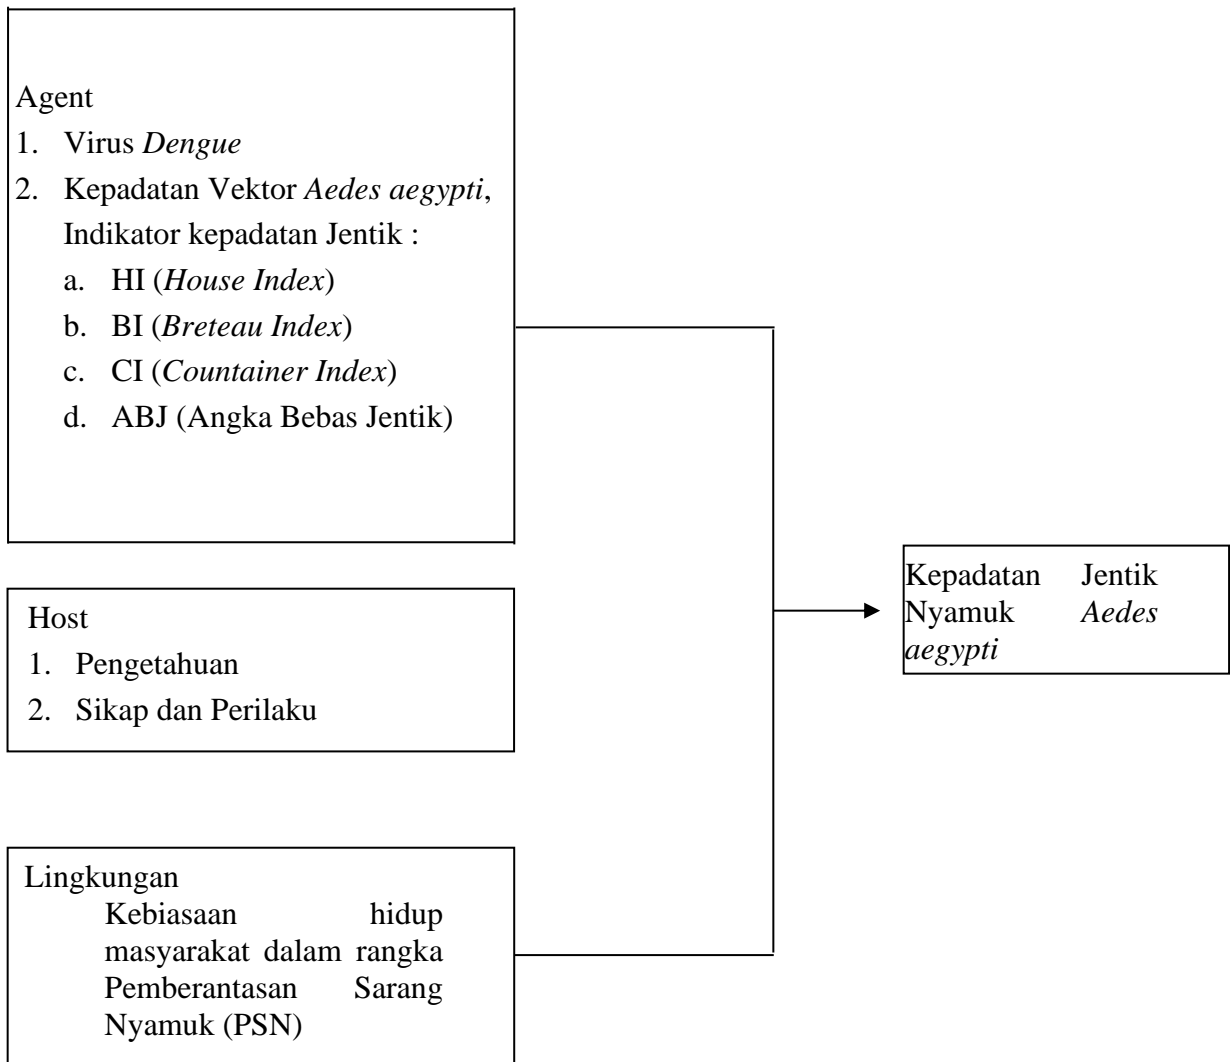 Agent
1. Virus Dengue
2. Kepadatan Vektor Aedes aegypti,
Indikator kepadatan Jentik :
a. HI (House Index)
b. BI (Breteau Index)
c. CI (Countainer Index)
d. ABJ (Angka Bebas Jentik)
Host
1. Pengetahuan
2. Sikap dan Perilaku
Lingkungan
Kebiasaan hidup
masyarakat dalam rangka
Pemberantasan Sarang
Nyamuk (PSN)
Kepadatan Jentik
Nyamuk Aedes
aegypti